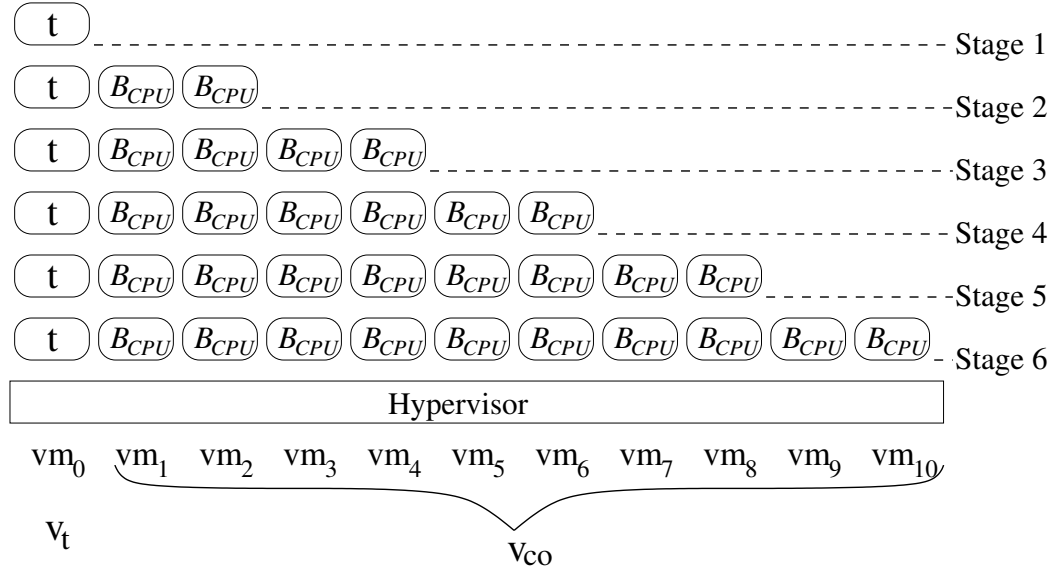 t Stage 1
t B_CPU B_CPU Stage 2
t B_CPU B_CPU B_CPU B_CPU Stage 3
t B_CPU B_CPU B_CPU B_CPU B_CPU B_CPU Stage 4
t B_CPU B_CPU B_CPU B_CPU B_CPU B_CPU B_CPU B_CPU Stage 5
t B_CPU B_CPU B_CPU B_CPU B_CPU B_CPU B_CPU B_CPU B_CPU B_CPU Stage 6
Hypervisor
vm_0 vm_1 vm_2 vm_3 vm_4 vm_5 vm_6 vm_7 vm_8 vm_9 vm_10
v_t
v_co